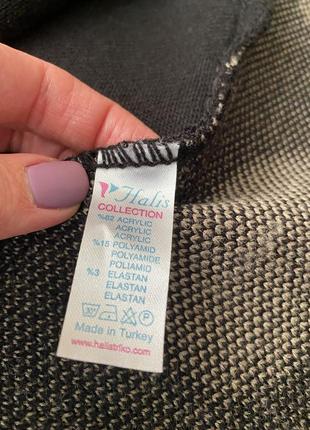 Halis
COLLECTION
%82 ACRYLIC
ACRYLIC
ACRYLIC
%15 POLYAMID
POLYAMIDE
POLIAMID
%3 ELASTAN
ELASTAN
ELASTAN
30° P
Made in Turkey
www.halistriko.com